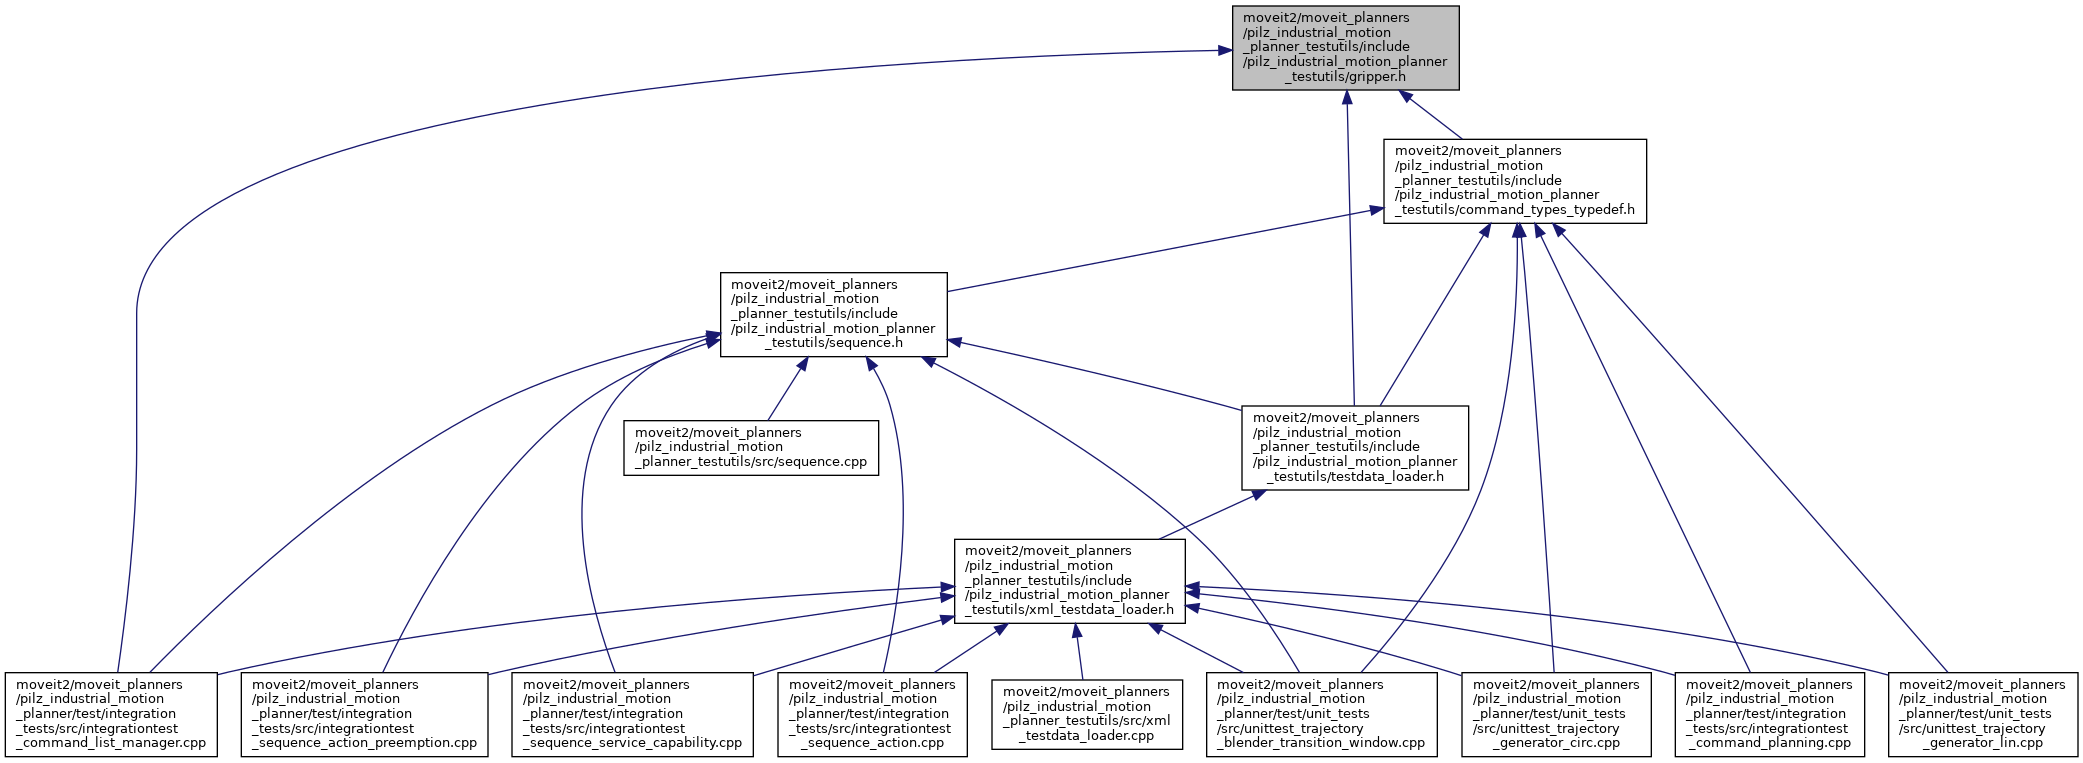 moveit2/moveit_planners
/pilz_industrial_motion
_planner_testutils/include
/pilz_industrial_motion_planner
_testutils/gripper.h
moveit2/moveit_planners
/pilz_industrial_motion
_planner_testutils/include
/pilz_industrial_motion_planner
_testutils/command_types_typedef.h
moveit2/moveit_planners
/pilz_industrial_motion
_planner_testutils/include
/pilz_industrial_motion_planner
_testutils/sequence.h
moveit2/moveit_planners
/pilz_industrial_motion
_planner_testutils/src/sequence.cpp
moveit2/moveit_planners
/pilz_industrial_motion
_planner_testutils/include
/pilz_industrial_motion_planner
_testutils/testdata_loader.h
moveit2/moveit_planners
/pilz_industrial_motion
_planner_testutils/include
/pilz_industrial_motion_planner
_testutils/xml_testdata_loader.h
moveit2/moveit_planners
/pilz_industrial_motion
_planner/test/integration
_tests/src/integrationtest
_command_list_manager.cpp
moveit2/moveit_planners
/pilz_industrial_motion
_planner/test/integration
_tests/src/integrationtest
_sequence_action_preemption.cpp
moveit2/moveit_planners
/pilz_industrial_motion
_planner/test/integration
_tests/src/integrationtest
_sequence_service_capability.cpp
moveit2/moveit_planners
/pilz_industrial_motion
_planner/test/integration
_tests/src/integrationtest
_sequence_action.cpp
moveit2/moveit_planners
/pilz_industrial_motion
_planner_testutils/src/xml
_testdata_loader.cpp
moveit2/moveit_planners
/pilz_industrial_motion
_planner/test/unit_tests
/src/unittest_trajectory
_blender_transition_window.cpp
moveit2/moveit_planners
/pilz_industrial_motion
_planner/test/unit_tests
/src/unittest_trajectory
_generator_circ.cpp
moveit2/moveit_planners
/pilz_industrial_motion
_planner/test/integration
_tests/src/integrationtest
_command_planning.cpp
moveit2/moveit_planners
/pilz_industrial_motion
_planner/test/unit_tests
/src/unittest_trajectory
_generator_lin.cpp